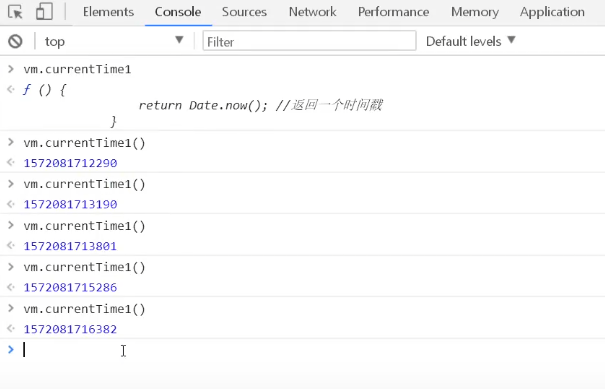 Elements Console Sources Network Performance Memory Application
top Filter Default levels
vm.currentTime1
f () {
return Date.now(); //返回一个时间戳
}
vm.currentTime1()
1572081712290
vm.currentTime1()
1572081713190
vm.currentTime1()
1572081713801
vm.currentTime1()
1572081715286
vm.currentTime1()
1572081716382